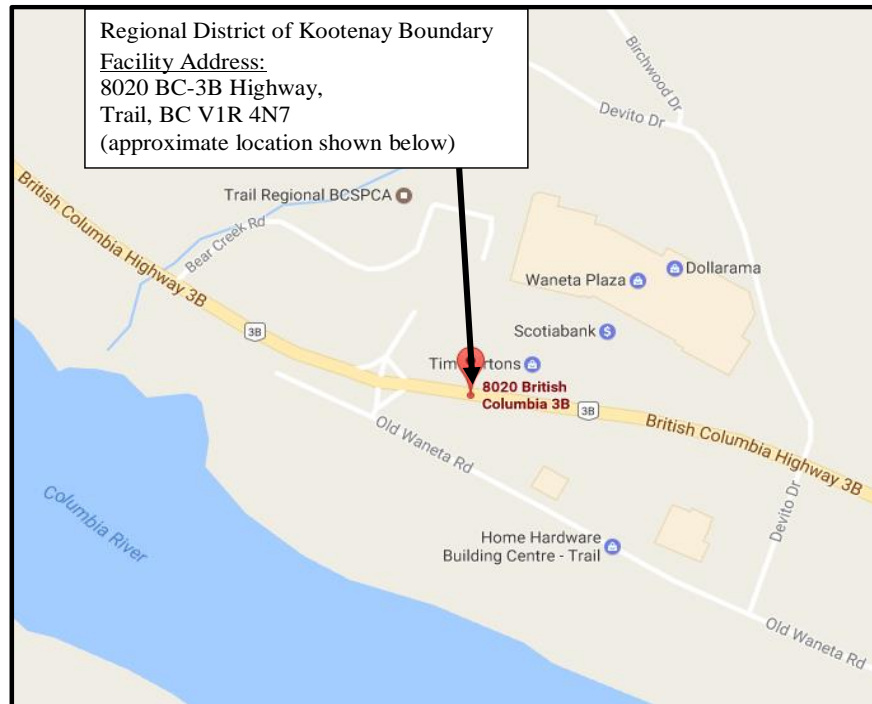 Regional District of Kootenay Boundary
Facility Address:
8020 BC-3B Highway,
Trail, BC V1R 4N7
(approximate location shown below)
Birchwood Dr
Devito Dr
Trail Regional BCSPCA
British Columbia Highway 3B
Bear Creek Rd
Waneta Plaza
Dollarama
3B
Scotiabank
Tim
rtons
8020 British
Columbia 3B
3B
British Columbia Highway 3B
Old Waneta Rd
Columbia River
Devito Dr
Home Hardware
Building Centre - Trail
Old Waneta Rd